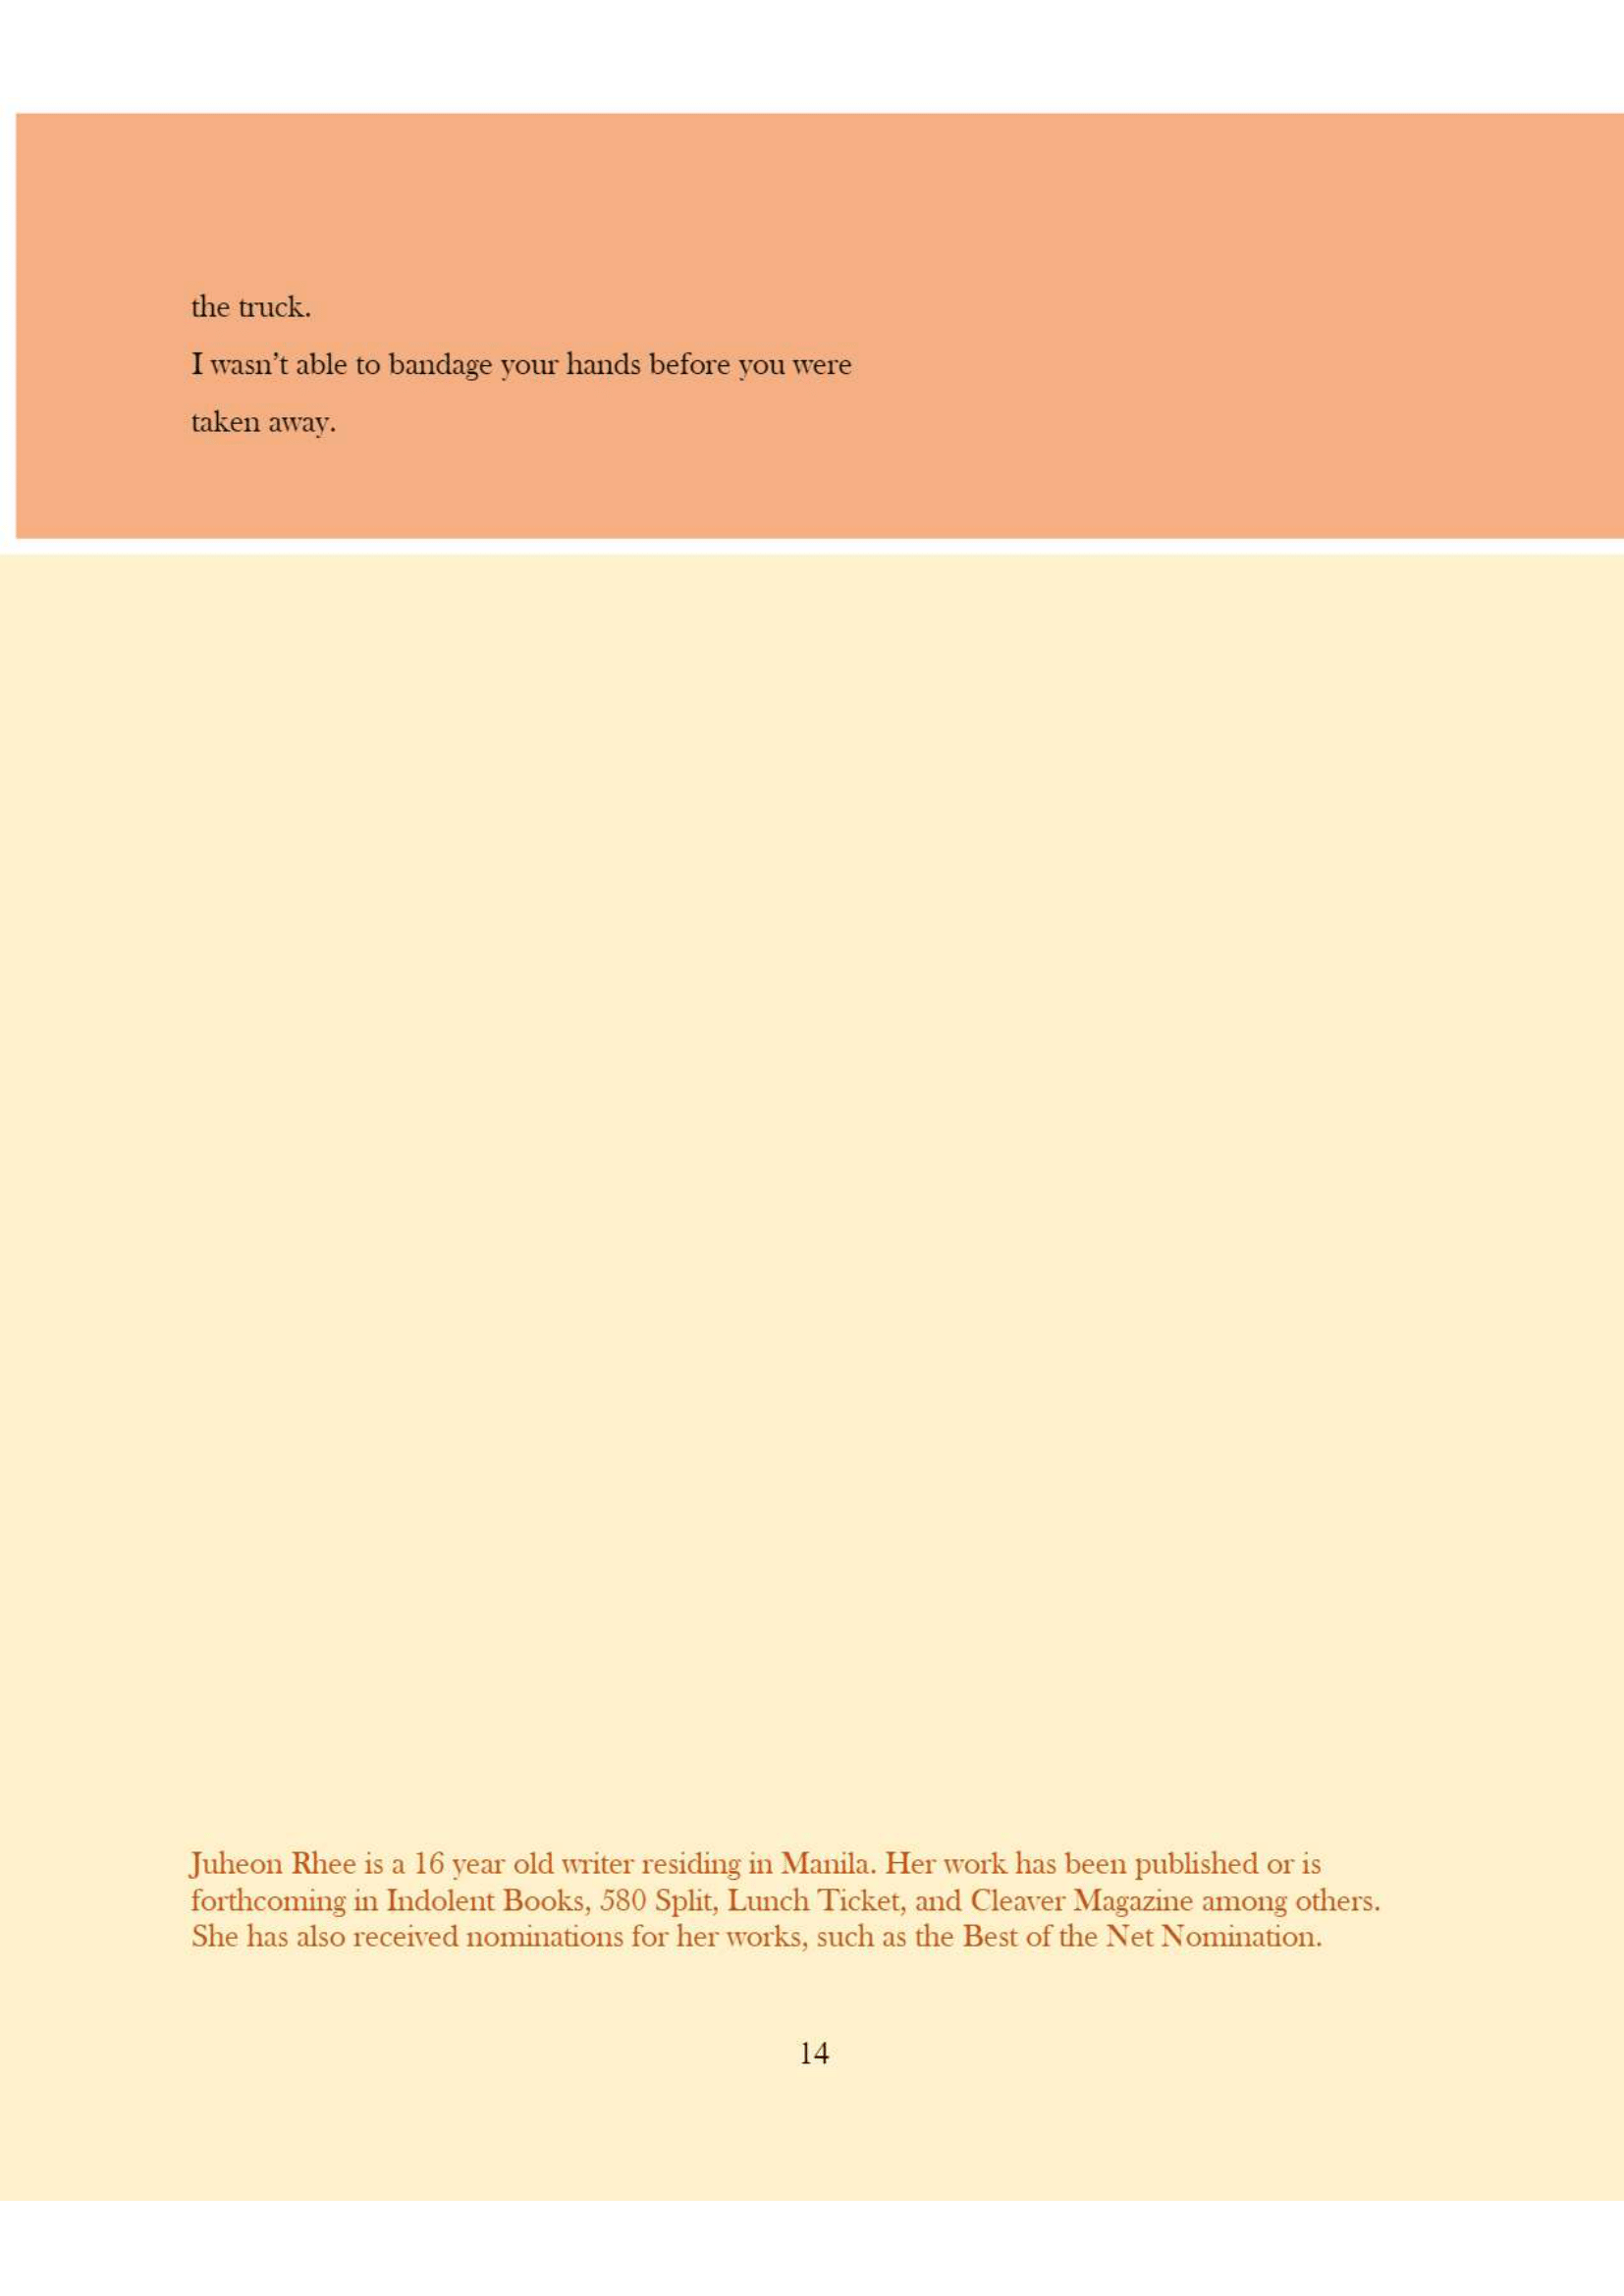 the truck.
I wasn’t able to bandage your hands before you were
taken away.
Juheon Rhee is a 16 year old writer residing in Manila. Her work has been published or is
forthcoming in Indolent Books, 580 Split, Lunch Ticket, and Cleaver Magazine among others.
She has also received nominations for her works, such as the Best of the Net Nomination.
14